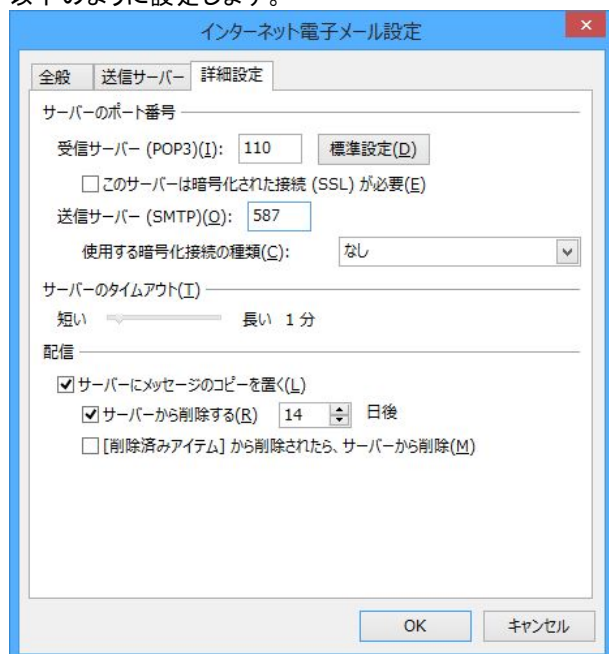 以下のように設定します。
インターネット電子メール設定
全般 送信サーバー 詳細設定
サーバーのポート番号
受信サーバー (POP3)(I): 110 標準設定(D)
このサーバーは暗号化された接続 (SSL) が必要(E)
送信サーバー (SMTP)(O): 587
使用する暗号化接続の種類(C): なし
サーバーのタイムアウト(T)
短い 長い 1 分
配信
サーバーにメッセージのコピーを置く(L)
サーバーから削除する(R) 14 日後
[削除済みアイテム] から削除されたら、サーバーから削除(M)
OK キャンセル